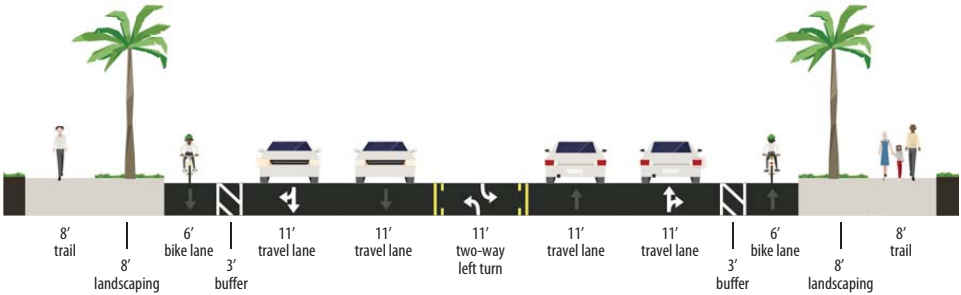 8'
trail
8'
landscaping
6'
bike lane
3'
buffer
11'
travel lane
11'
travel lane
11'
two-way
left turn
11'
travel lane
11'
travel lane
3'
buffer
6'
bike lane
8'
landscaping
8'
trail